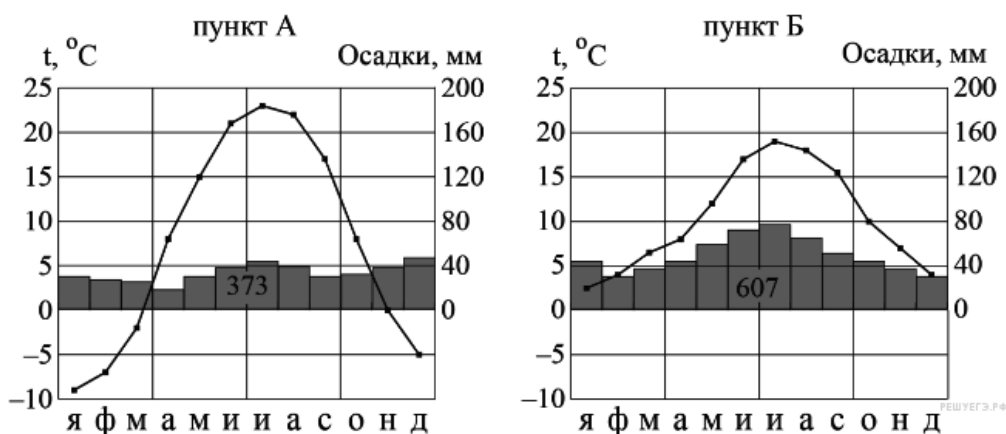 пункт А
t, °C Осадки, мм
25 200
20 160
15 120
10 80
5 40
0 0
–5
–10
373
я ф м а м и и а с о н д
пункт Б
t, °C Осадки, мм
25 200
20 160
15 120
10 80
5 40
0 0
–5
–10
607
я ф м а м и и а с о н д
РЕШУЕГЭ.РФ